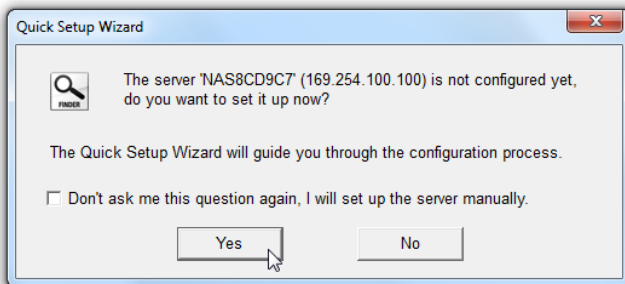 Quick Setup Wizard
The server 'NAS8CD9C7' (169.254.100.100) is not configured yet,
do you want to set it up now?
FINDER
The Quick Setup Wizard will guide you through the configuration process.
Don't ask me this question again, I will set up the server manually.
Yes
No